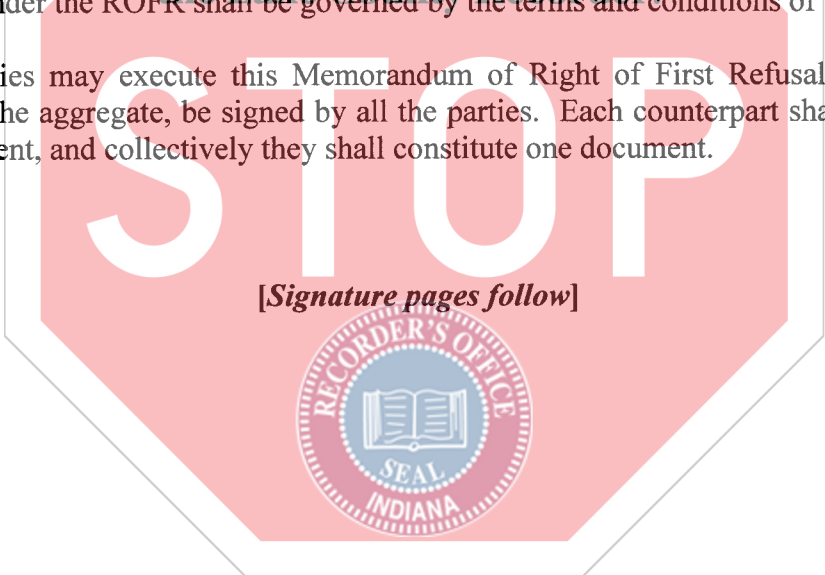 nder the ROFR shall be governed by the terms and conditions of
ies may execute this Memorandum of Right of First Refusal
he aggregate, be signed by all the parties. Each counterpart sha
ent, and collectively they shall constitute one document.
STOP
[Signature pages follow]
RECORDER'S OFFICE
SEAL
INDIANA